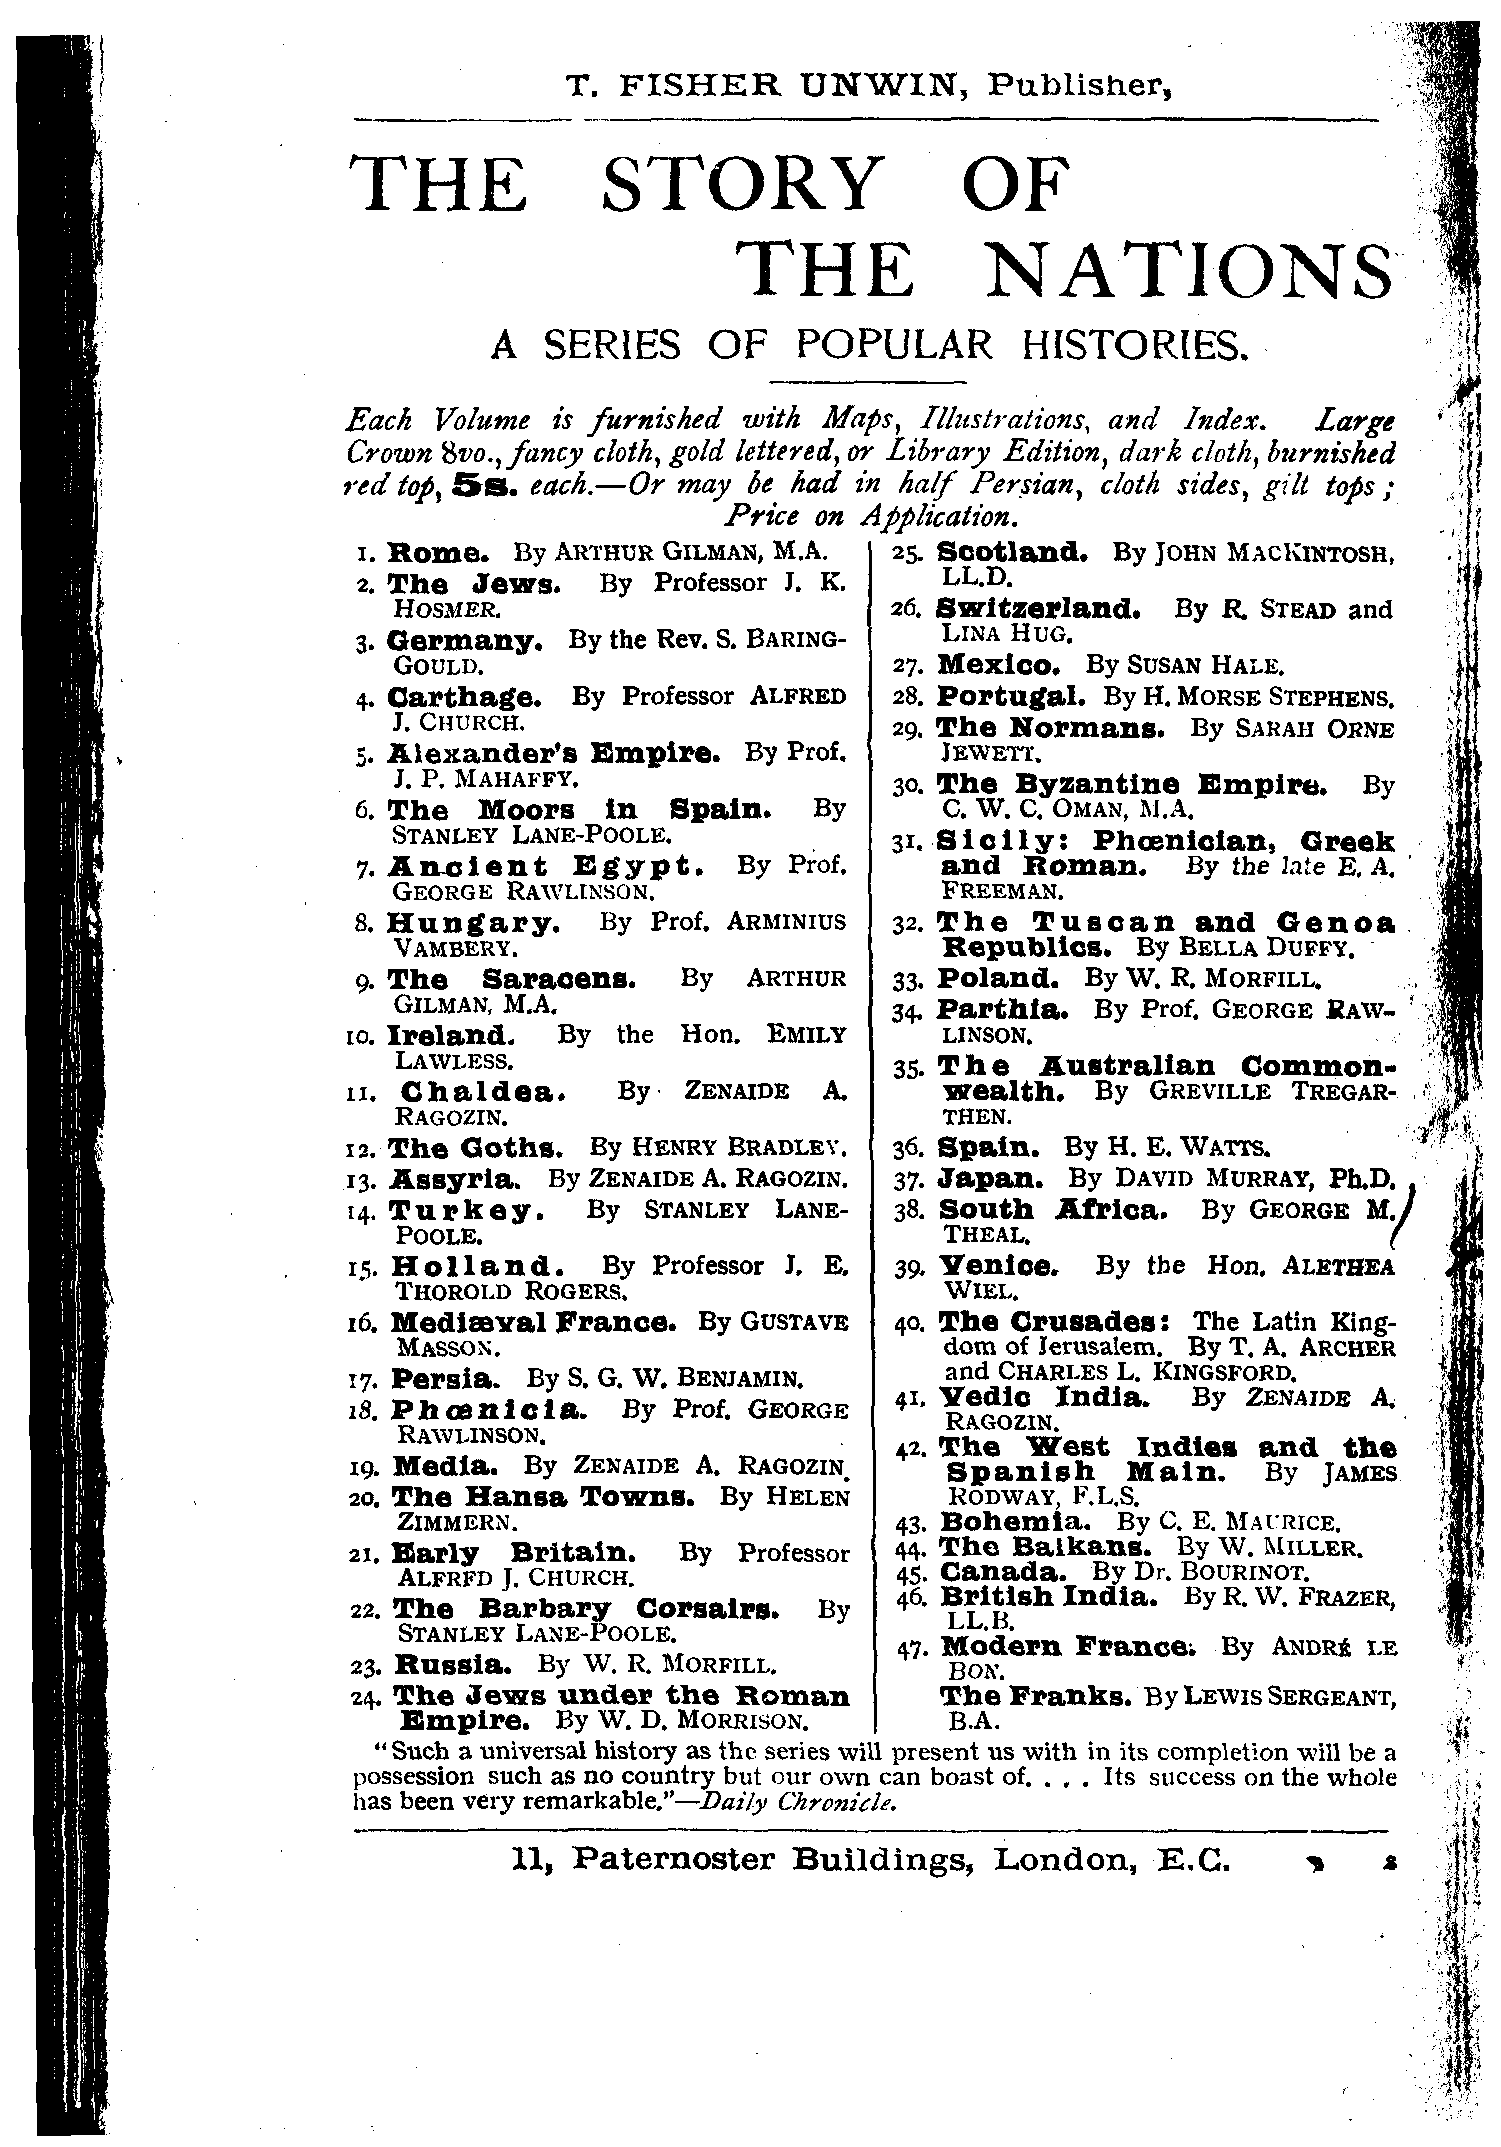 T. FISHER UNWIN, Publisher,
THE STORY OF
THE NATIONS
A SERIES OF POPULAR HISTORIES.
Each Volume is furnished with Maps, Illustrations, and Index. Large
Crown 8vo., fancy cloth, gold lettered, or Library Edition, dark cloth, burnished
red top, 5s. each.—Or may be had in half Persian, cloth sides, gilt tops;
Price on Application.
1. Rome. By ARTHUR GILMAN, M.A.
2. The Jews. By Professor J. K.
HOSMER.
3. Germany. By the Rev. S. BARING-
GOULD.
4. Carthage. By Professor ALFRED
J. CHURCH.
5. Alexander's Empire. By Prof.
J. P. MAHAFFY.
6. The Moors in Spain. By
STANLEY LANE-POOLE.
7. Ancient Egypt. By Prof.
GEORGE RAWLINSON.
8. Hungary. By Prof. ARMINIUS
VAMBERY.
9. The Saracens. By ARTHUR
GILMAN, M.A.
10. Ireland. By the Hon. EMILY
LAWLESS.
11. Chaldea. By ZENAIDE A.
RAGOZIN.
12. The Goths. By HENRY BRADLEY.
13. Assyria. By ZENAIDE A. RAGOZIN.
14. Turkey. By STANLEY LANE-
POOLE.
15. Holland. By Professor J. E.
THOROLD ROGERS.
16. Mediæval France. By GUSTAVE
MASSON.
17. Persia. By S. G. W. BENJAMIN.
18. Phœnicia. By Prof. GEORGE
RAWLINSON.
19. Media. By ZENAIDE A. RAGOZIN.
20. The Hansa Towns. By HELEN
ZIMMERN.
21. Early Britain. By Professor
ALFRED J. CHURCH.
22. The Barbary Corsairs. By
STANLEY LANE-POOLE.
23. Russia. By W. R. MORFILL.
24. The Jews under the Roman
Empire. By W. D. MORRISON.
25. Scotland. By JOHN MACKINTOSH,
LL.D.
26. Switzerland. By R. STEAD and
LINA HUG.
27. Mexico. By SUSAN HALE.
28. Portugal. By H. MORSE STEPHENS.
29. The Normans. By SARAH ORNE
JEWETT.
30. The Byzantine Empire. By
C. W. C. OMAN, M.A.
31. Sicily: Phœnician, Greek
and Roman. By the late E. A.
FREEMAN.
32. The Tuscan and Genoa
Republics. By BELLA DUFFY.
33. Poland. By W. R. MORFILL.
34. Parthia. By Prof. GEORGE RAW-
LINSON.
35. The Australian Common-
wealth. By GREVILLE TREGAR-
THEN.
36. Spain. By H. E. WATTS.
37. Japan. By DAVID MURRAY, Ph.D.
38. South Africa. By GEORGE M.
THEAL.
39. Venice. By the Hon. ALETHEA
WIEL.
40. The Crusades: The Latin King-
dom of Jerusalem. By T. A. ARCHER
and CHARLES L. KINGSFORD.
41. Vedic India. By ZENAIDE A.
RAGOZIN.
42. The West Indies and the
Spanish Main. By JAMES
RODWAY, F.L.S.
43. Bohemia. By C. E. MAURICE.
44. The Balkans. By W. MILLER.
45. Canada. By Dr. BOURINOT.
46. British India. By R. W. FRAZER,
LL.B.
47. Modern France. By ANDRÉ LE
BON.
The Franks. By LEWIS SERGEANT,
B.A.
"Such a universal history as the series will present us with in its completion will be a
possession such as no country but our own can boast of. . . . Its success on the whole
has been very remarkable."—Daily Chronicle.
11, Paternoster Buildings, London, E.C.